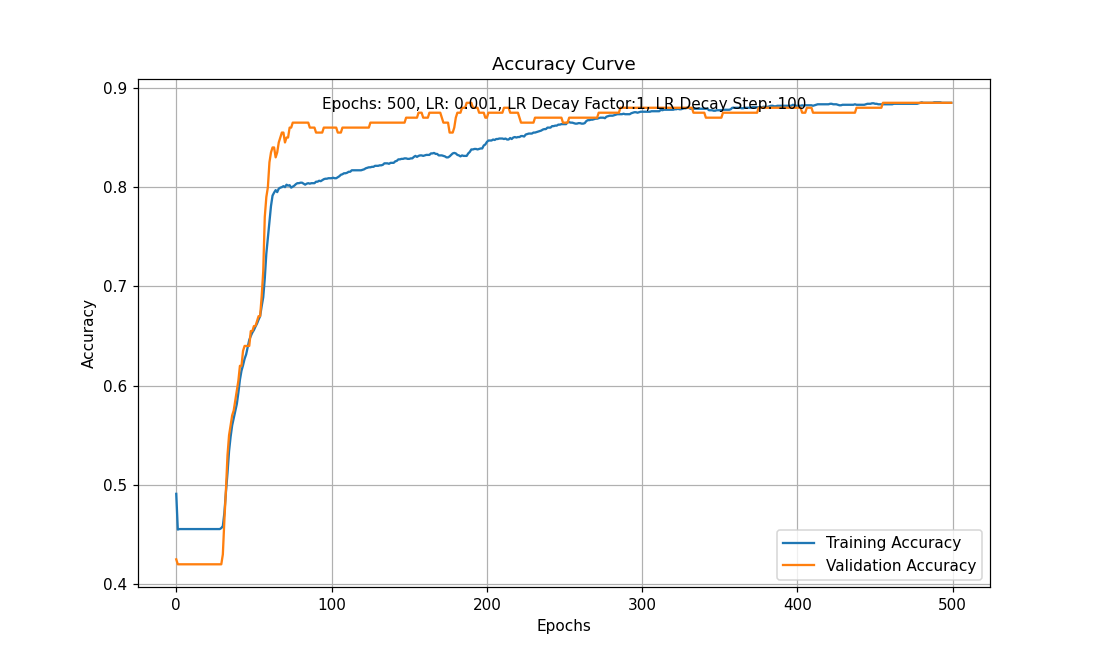 Accuracy Curve
Epochs: 500, LR: 0.001, LR Decay Factor:1, LR Decay Step: 100
0.9
0.8
0.7
0.6
0.5
0.4
Accuracy
Training Accuracy
Validation Accuracy
0 100 200 300 400 500
Epochs